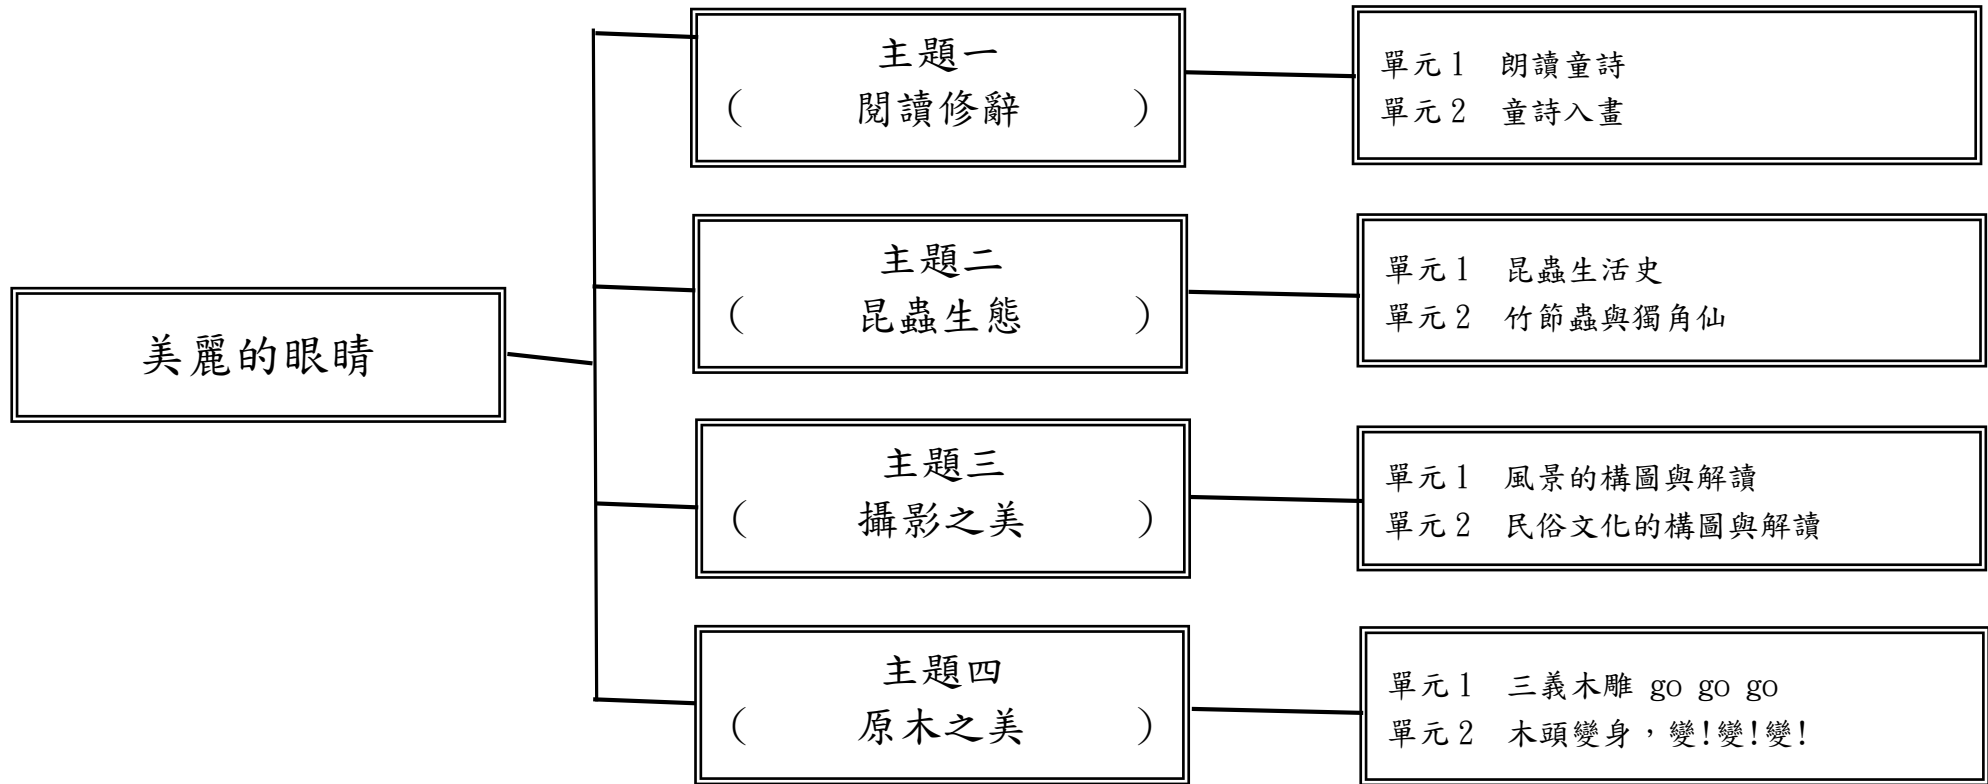 美麗的眼睛
主題一
(　　閱讀修辭　　)
單元1　朗讀童詩
單元2　童詩入畫
主題二
(　　昆蟲生態　　)
單元1　昆蟲生活史
單元2　竹節蟲與獨角仙
主題三
(　　攝影之美　　)
單元1　風景的構圖與解讀
單元2　民俗文化的構圖與解讀
主題四
(　　原木之美　　)
單元1　三義木雕 go go go
單元2　木頭變身，變!變!變!